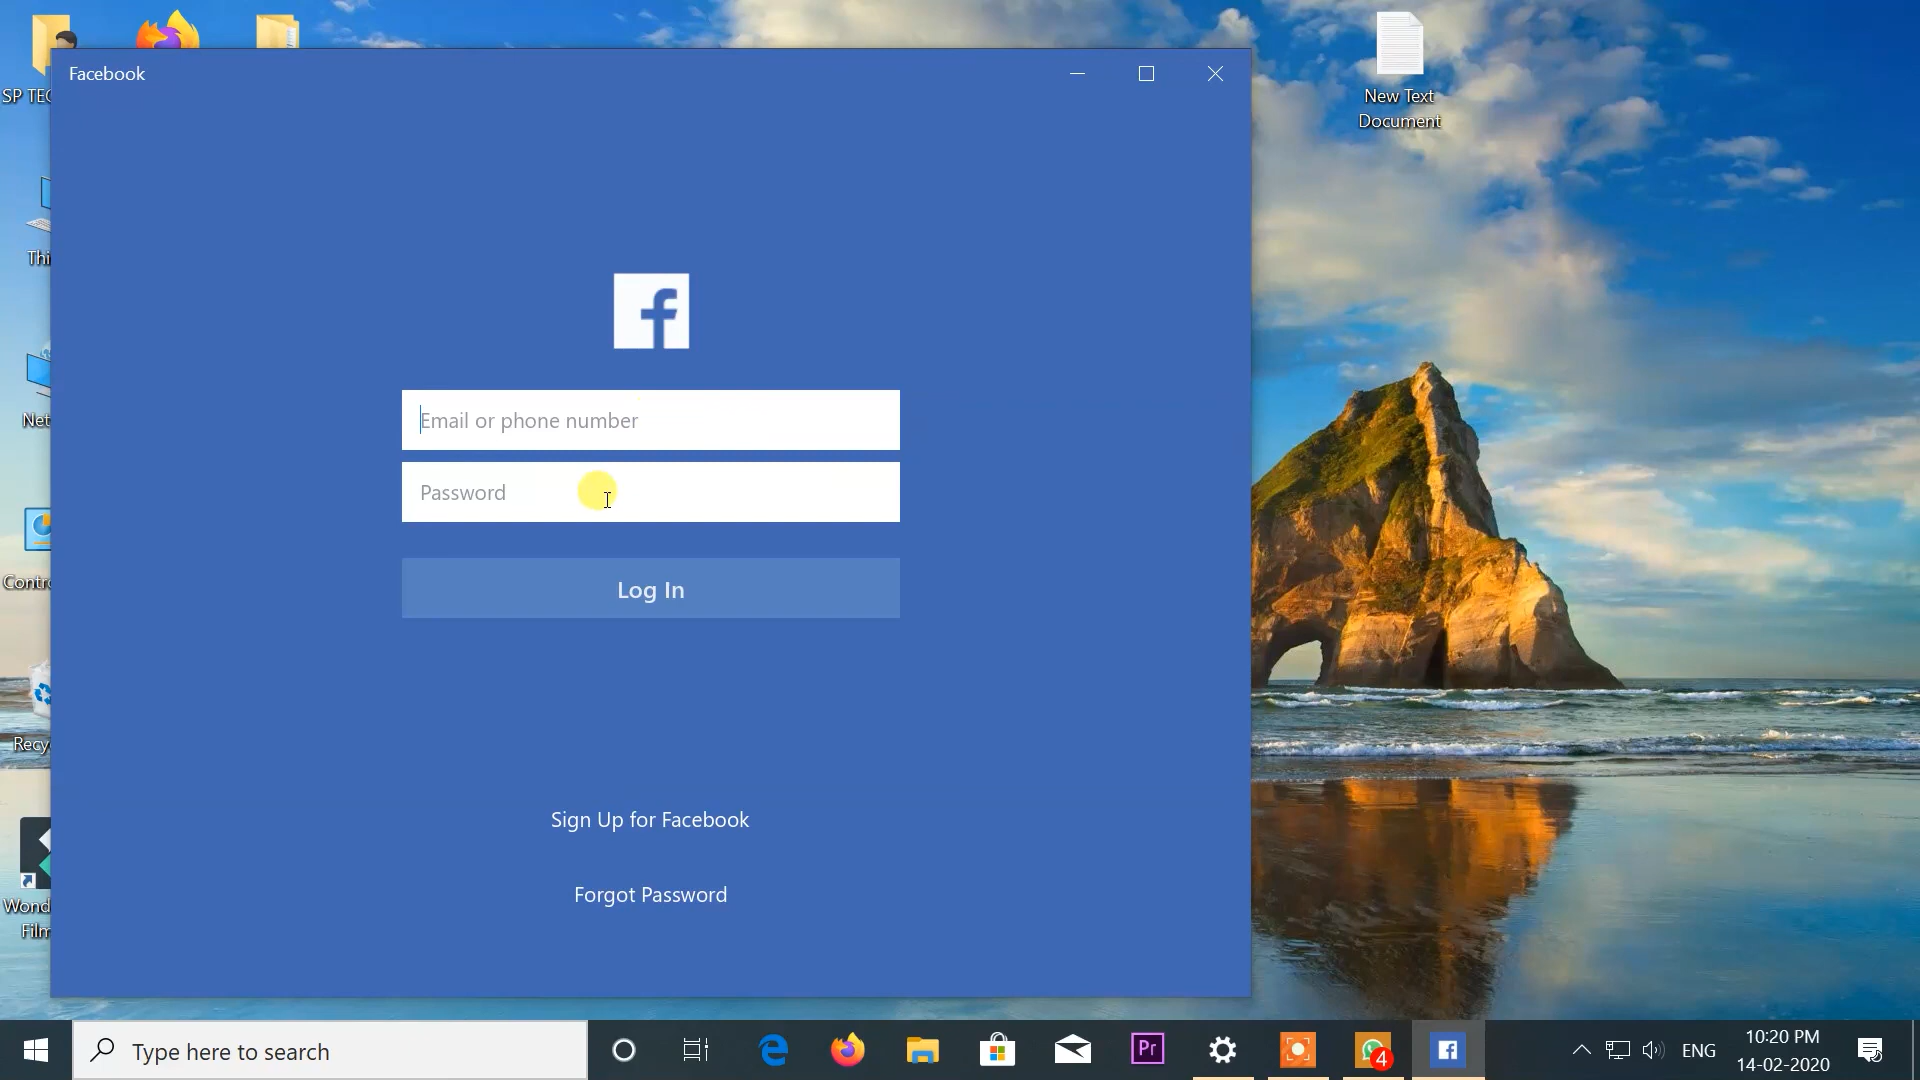 SP TEC
Facebook
New Text
Document
Thi
Net
Email or phone number
Password
Contro
Log In
Recy
Sign Up for Facebook
Forgot Password
Wond
Film
Type here to search
Pr
4
ENG
10:20 PM
14-02-2020